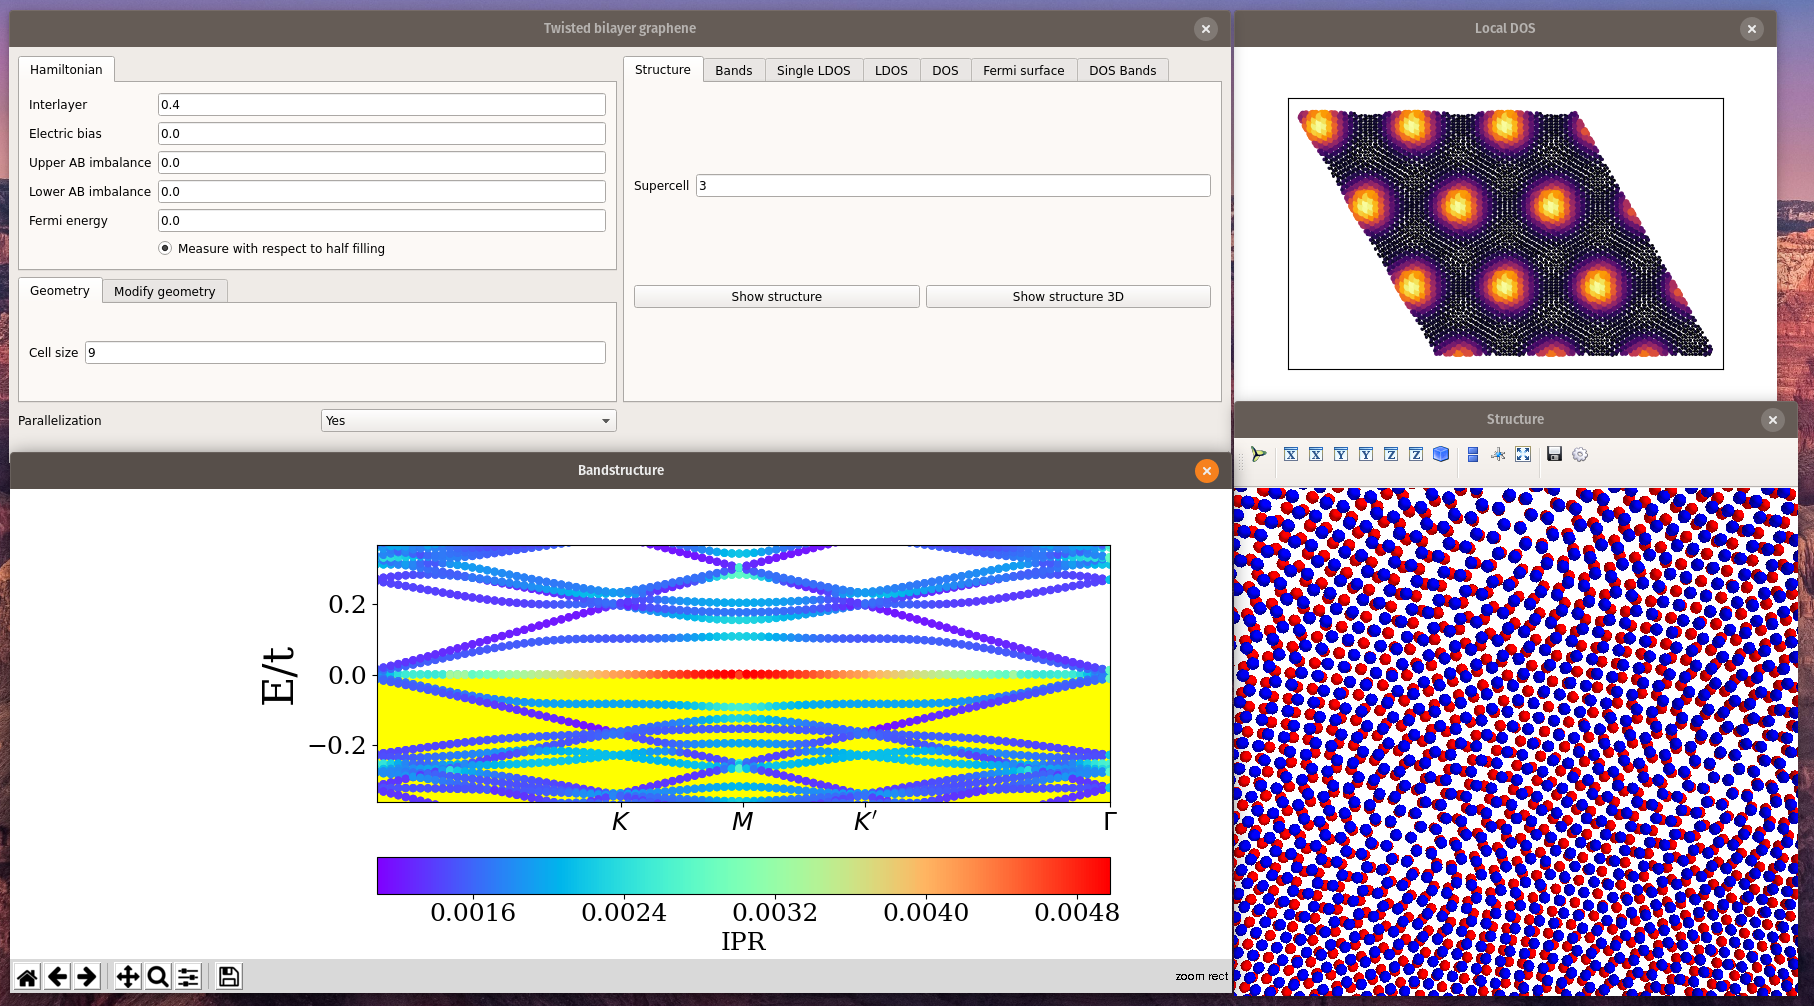 Twisted bilayer graphene
Hamiltonian
Interlayer 0.4
Electric bias 0.0
Upper AB imbalance 0.0
Lower AB imbalance 0.0
Fermi energy 0.0
Measure with respect to half filling
Geometry Modify geometry
Cell size 9
Parallelization Yes
Structure Bands Single LDOS LDOS DOS Fermi surface DOS Bands
Supercell 3
Show structure Show structure 3D
Local DOS
Structure
X X Y Y Z Z
Bandstructure
E/t
0.2
0.0
−0.2
K M K′ Γ
0.0016 0.0024 0.0032 0.0040 0.0048
IPR
zoom rect